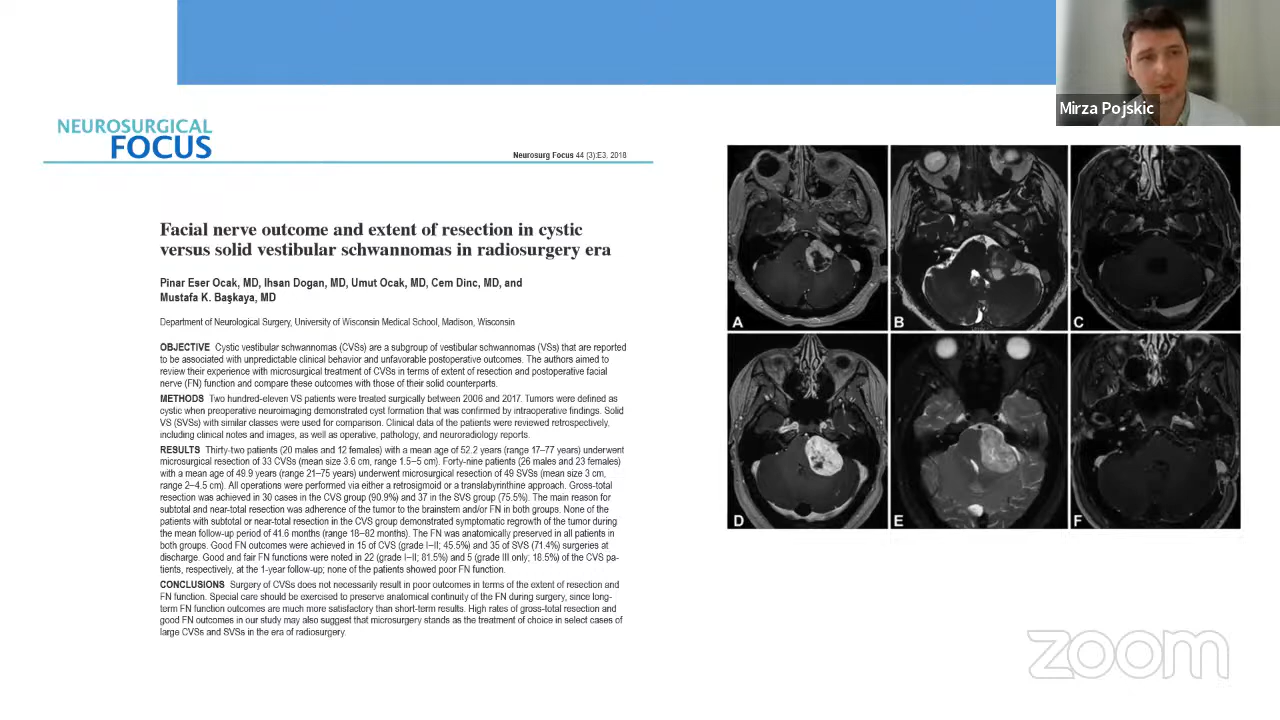 Mirza Pojskic
NEUROSURGICAL
FOCUS
Neurosurg Focus 44 (3):E3, 2018
Facial nerve outcome and extent of resection in cystic
versus solid vestibular schwannomas in radiosurgery era
Pinar Eser Ocak, MD, Ihsan Dogan, MD, Umut Ocak, MD, Cem Dinc, MD, and
Mustafa K. Başkaya, MD
Department of Neurological Surgery, University of Wisconsin Medical School, Madison, Wisconsin
OBJECTIVE Cystic vestibular schwannomas (CVSs) are a subgroup of vestibular schwannomas (VSs) that are reported
to be associated with unpredictable clinical behavior and unfavorable postoperative outcomes. The authors aimed to
review their experience with microsurgical treatment of CVSs in terms of extent of resection and postoperative facial
nerve (FN) function and compare these outcomes with those of their solid counterparts.
METHODS Two hundred-eleven VS patients were treated surgically between 2006 and 2017. Tumors were defined as
cystic when preoperative neuroimaging demonstrated cyst formation that was confirmed by intraoperative findings. Solid
VS (SVSs) with similar classes were used for comparison. Clinical data of the patients were reviewed retrospectively,
including clinical notes and images, as well as operative, pathology, and neuroradiology reports.
RESULTS Thirty-two patients (20 males and 12 females) with a mean age of 52.2 years (range 17–77 years) underwent
microsurgical resection of 33 CVSs (mean size 3.6 cm, range 1.5–5 cm). Forty-nine patients (26 males and 23 females)
with a mean age of 49.9 years (range 21–75 years) underwent microsurgical resection of 49 SVSs (mean size 3 cm,
range 2–4.5 cm). All operations were performed via either a retrosigmoid or a translabyrinthine approach. Gross-total
resection was achieved in 30 cases in the CVS group (90.9%) and 37 in the SVS group (75.5%). The main reason for
subtotal and near-total resection was adherence of the tumor to the brainstem and/or FN in both groups. None of the
patients with subtotal or near-total resection in the CVS group demonstrated symptomatic regrowth of the tumor during
the mean follow-up period of 41.6 months (range 18–82 months). The FN was anatomically preserved in all patients in
both groups. Good FN outcomes were achieved in 15 of CVS (grade I–II; 45.5%) and 35 of SVS (71.4%) surgeries at
discharge. Good and fair FN functions were noted in 22 (grade I–II; 81.5%) and 5 (grade III only; 18.5%) of the CVS pa-
tients, respectively, at the 1-year follow-up; none of the patients showed poor FN function.
CONCLUSIONS Surgery of CVSs does not necessarily result in poor outcomes in terms of the extent of resection and
FN function. Special care should be exercised to preserve anatomical continuity of the FN during surgery, since long-
term FN function outcomes are much more satisfactory than short-term results. High rates of gross-total resection and
good FN outcomes in our study may also suggest that microsurgery stands as the treatment of choice in select cases of
large CVSs and SVSs in the era of radiosurgery.
A
B
C
D
E
F
zoom